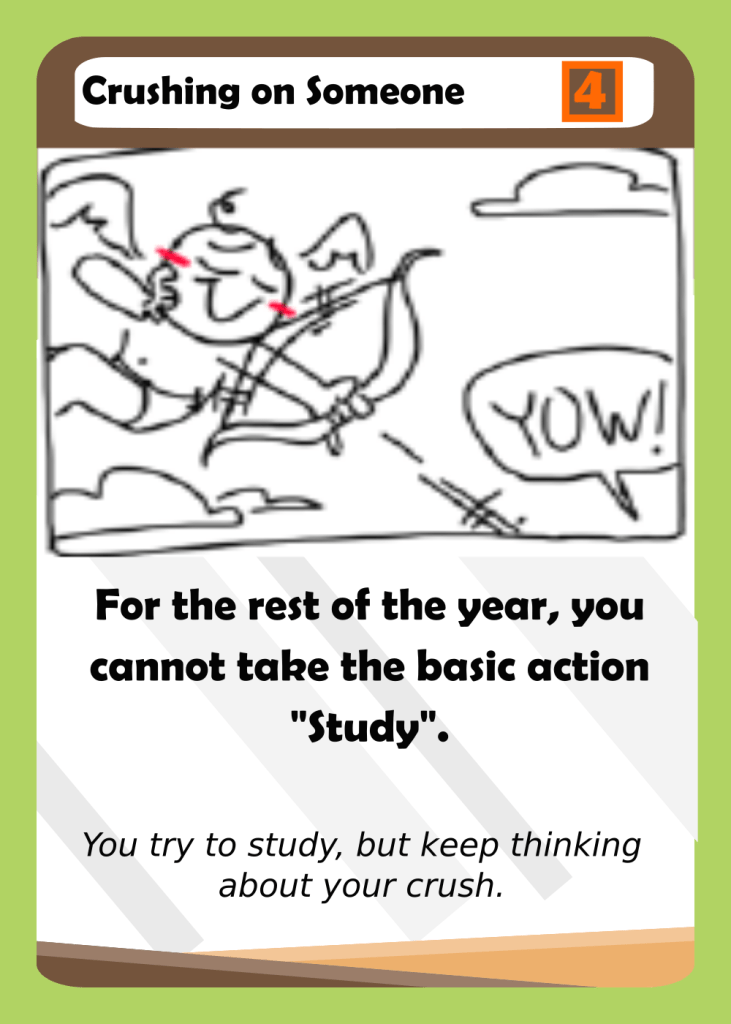 Crushing on Someone
4
YOW!
For the rest of the year, you
cannot take the basic action
"Study".
You try to study, but keep thinking
about your crush.